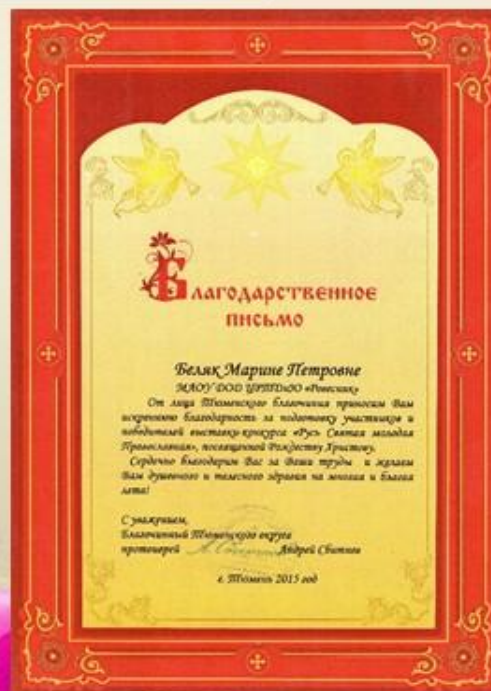 Благодарственное
письмо
Беляк Марине Петровне
МАОУ ДОД ЦРТДиЮ «Ровесник»
От лица Тюменского благочиния приносим Вам
искреннюю благодарность за подготовку участников и
победителей выставки-конкурса «Русь Святая молодая
Православная», посвященной Рождеству Христову.
Сердечно благодарим Вас за Ваши труды и желаем
Вам душевного и телесного здравия на многая и благая
лета!
С уважением,
Благочинный Тюменского округа
протоиерей Андрей
г. Тюмень 2015 год